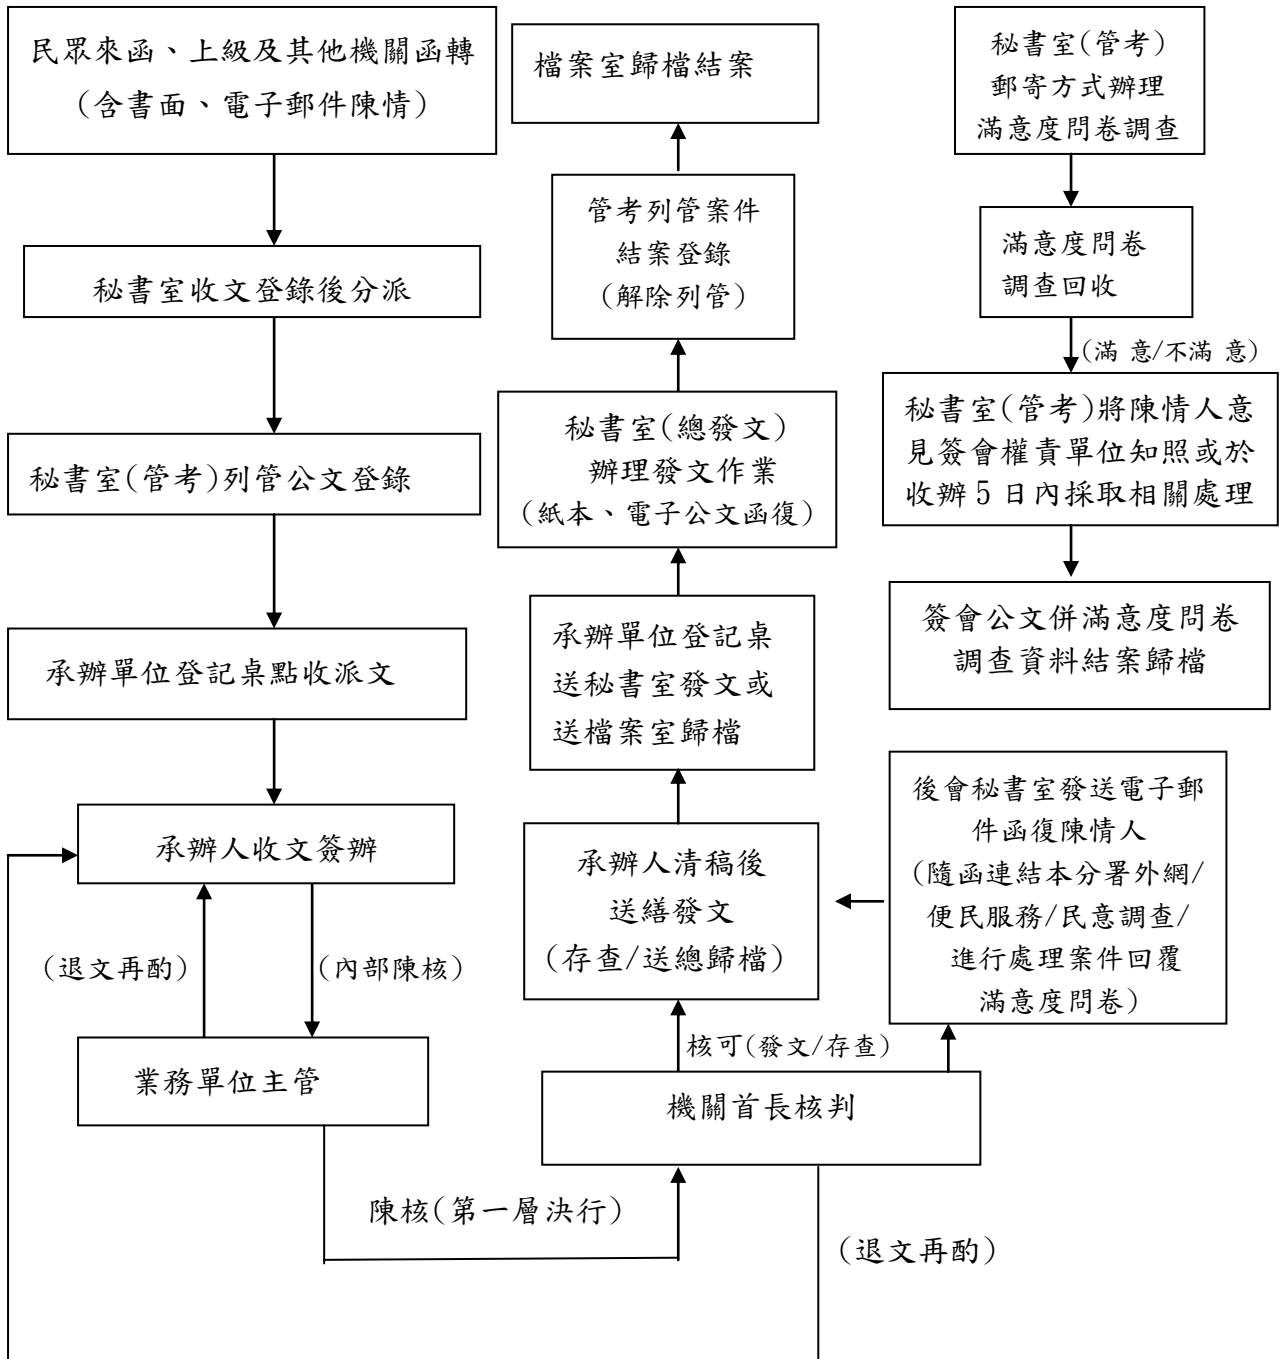 民眾來函、上級及其他機關函轉
(含書面、電子郵件陳情)
秘書室收文登錄後分派
秘書室(管考)列管公文登錄
承辦單位登記桌點收派文
承辦人收文簽辦
(退文再酌)
(內部陳核)
業務單位主管
陳核(第一層決行)
檔案室歸檔結案
管考列管案件
結案登錄
(解除列管)
秘書室(總發文)
辦理發文作業
(紙本、電子公文函復)
承辦單位登記桌
送秘書室發文或
送檔案室歸檔
承辦人清稿後
送繕發文
(存查/送總歸檔)
核可(發文/存查)
機關首長核判
(退文再酌)
秘書室(管考)
郵寄方式辦理
滿意度問卷調查
滿意度問卷
調查回收
(滿 意/不滿 意)
秘書室(管考)將陳情人意
見簽會權責單位知照或於
收辦 5 日內採取相關處理
簽會公文併滿意度問卷
調查資料結案歸檔
後會秘書室發送電子郵
件函復陳情人
(隨函連結本分署外網/
便民服務/民意調查/
進行處理案件回覆
滿意度問卷)